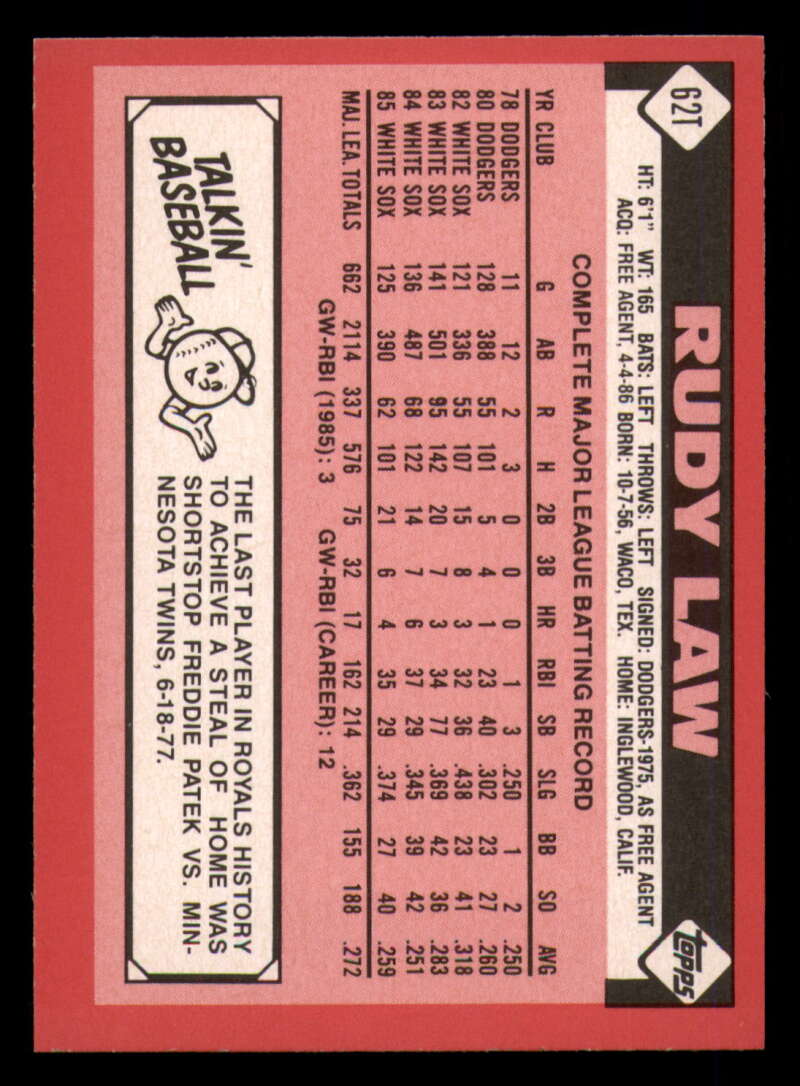 62T
RUDY LAW
topps
HT: 6'1" WT: 165 BATS: LEFT THROWS: LEFT SIGNED: DODGERS-1975, AS FREE AGENT
ACQ: FREE AGENT, 4-4-86 BORN: 10-7-56, WACO, TEX. HOME: INGLEWOOD, CALIF.
COMPLETE MAJOR LEAGUE BATTING RECORD
YR CLUB G AB R H 2B 3B HR RBI SB SLG BB SO AVG
78 DODGERS 11 12 2 3 0 0 0 1 3 .250 1 2 .250
80 DODGERS 128 388 55 101 5 4 1 23 40 .302 23 27 .260
82 WHITE SOX 121 336 55 107 15 8 3 32 36 .438 23 41 .318
83 WHITE SOX 141 501 95 142 20 7 3 34 77 .369 42 36 .283
84 WHITE SOX 136 487 68 122 14 7 6 37 29 .345 39 42 .251
85 WHITE SOX 125 390 62 101 21 6 4 35 29 .374 27 40 .259
MAJ. LEA. TOTALS 662 2114 337 576 75 32 17 162 214 .362 155 188 .272
GW-RBI (1985): 3 GW-RBI (CAREER): 12
TALKIN'
BASEBALL
THE LAST PLAYER IN ROYALS HISTORY
TO ACHIEVE A STEAL OF HOME WAS
SHORTSTOP FREDDIE PATEK VS. MIN-
NESOTA TWINS, 6-18-77.